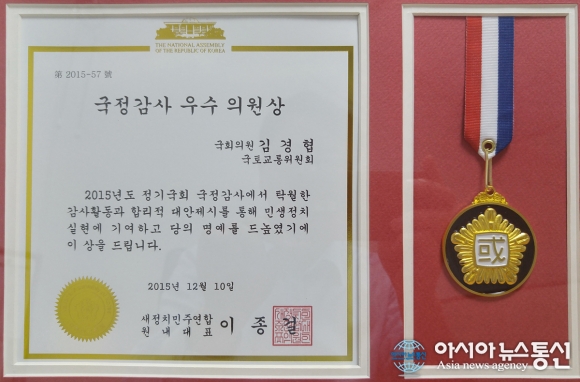 THE NATIONAL ASSEMBLY
OF THE REPUBLIC OF KOREA
第 2015-57 號
국정감사 우수 의원상
국회의원 김 경 협
국토교통위원회
2015년도 정기국회 국정감사에서 탁월한
감사활동과 합리적 대안제시를 통해 민생정치
실현에 기여하고 당의 명예를 드높였기에
이 상을 드립니다.
2015년 12월 10일
새정치민주연합
원 내 대 표 이 종 걸
國
아시아뉴스통신
Asia news agency